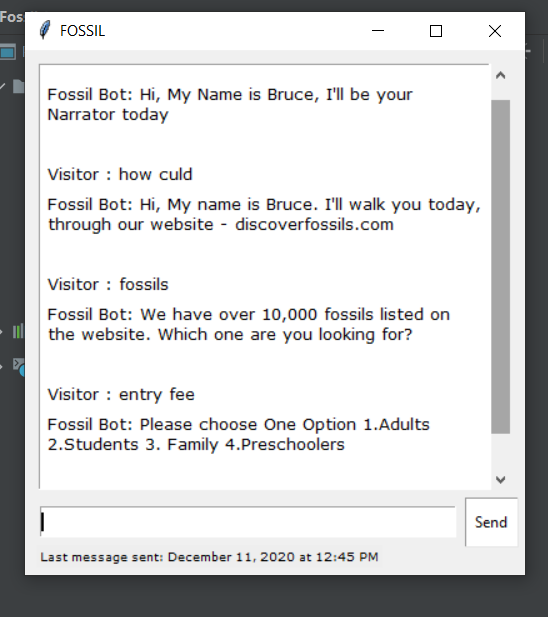 Fos
FOSSIL
Fossil Bot: Hi, My Name is Bruce, I'll be your
Narrator today
Visitor : how culd
Fossil Bot: Hi, My name is Bruce. I'll walk you today,
through our website - discoverfossils.com
Visitor : fossils
Fossil Bot: We have over 10,000 fossils listed on
the website. Which one are you looking for?
Visitor : entry fee
Fossil Bot: Please choose One Option 1.Adults
2.Students 3. Family 4.Preschoolers
Send
Last message sent: December 11, 2020 at 12:45 PM